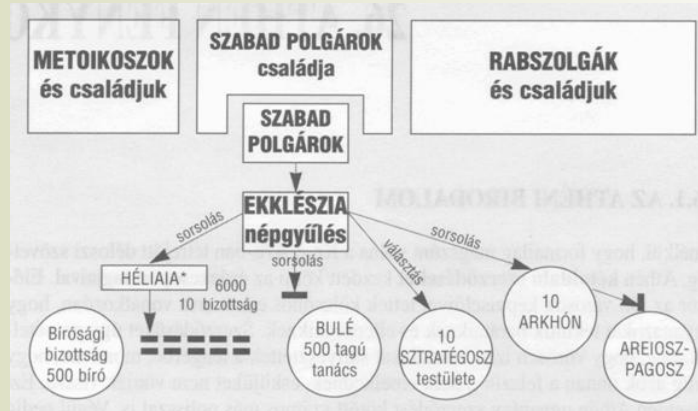 METOIKOSZOK
és családjuk
SZABAD POLGÁROK
családja
RABSZOLGÁK
és családjuk
SZABAD
POLGÁROK
EKKLÉSZIA
népgyűlés
sorsolás
sorsolás
választás
sorsolás
HÉLIAIA*
6000
10 bizottság
Bírósági
bizottság
500 bíró
BULÉ
500 tagú
tanács
10
SZTRATÉGOSZ
testülete
10
ARKHÓN
AREIOSZ-
PAGOSZ